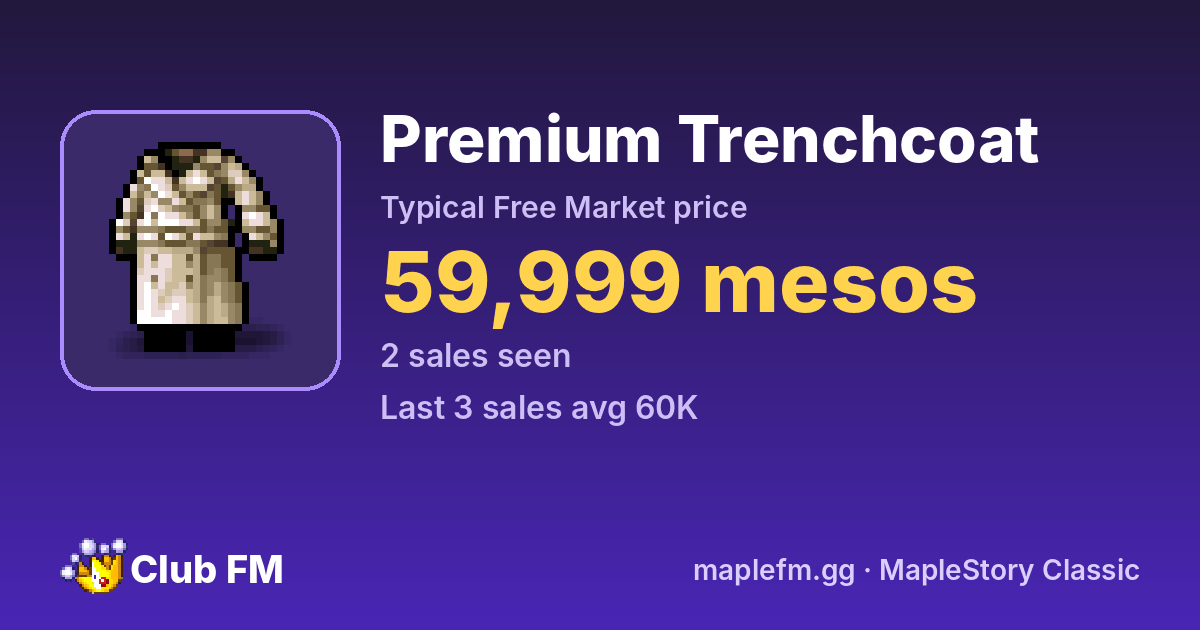 Premium Trenchcoat
Typical Free Market price
59,999 mesos
2 sales seen
Last 3 sales avg 60K
Club FM
maplefm.gg · MapleStory Classic